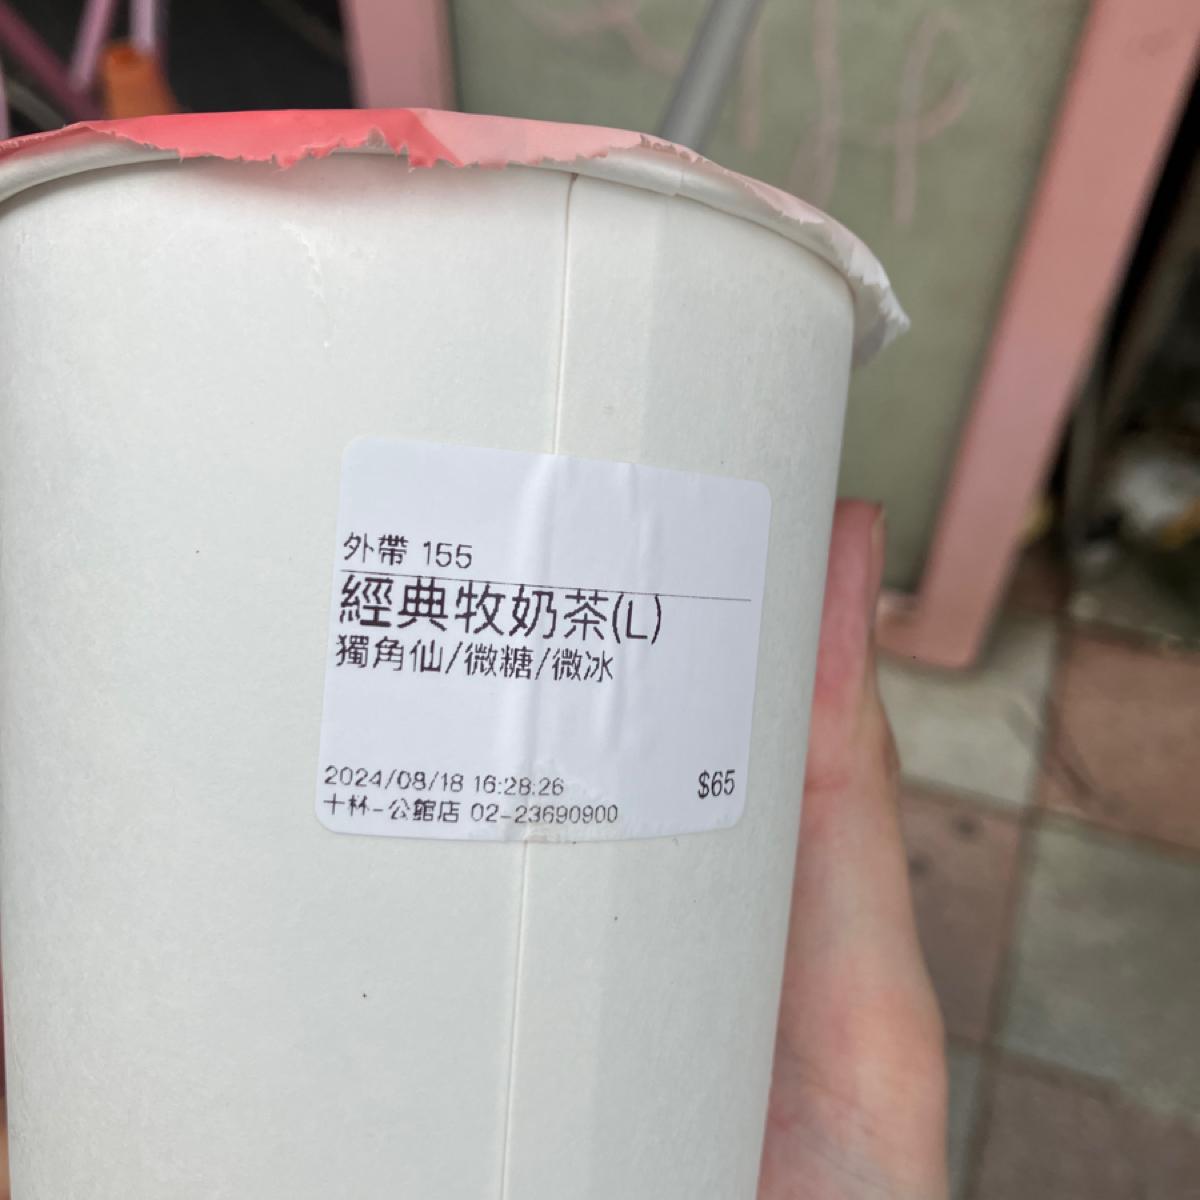 外帶 155
經典牧奶茶(L)
獨角仙/微糖/微冰
2024/08/18 16:28:26
$65
十杯-公館店 02-23690900